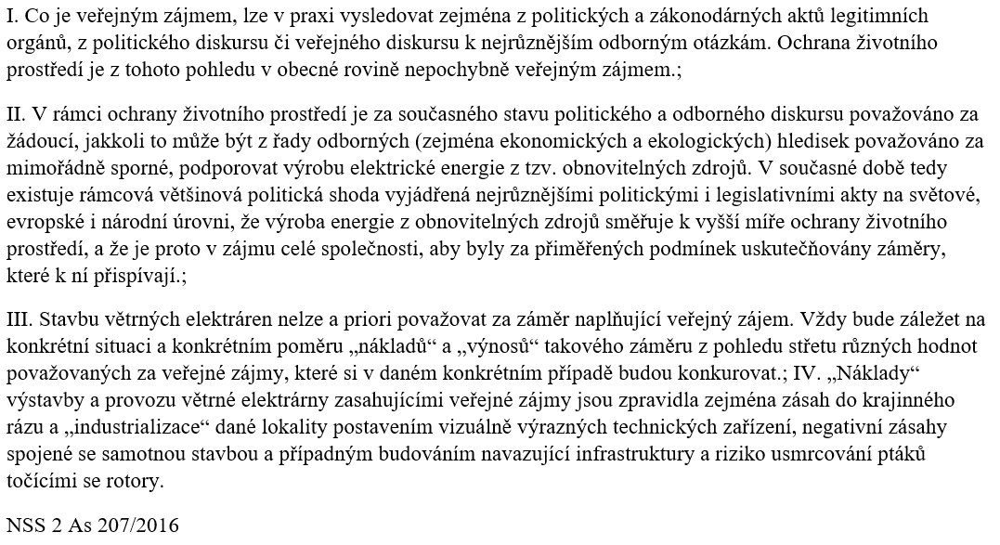 I. Co je veřejným zájmem, lze v praxi vysledovat zejména z politických a zákonodárných aktů legitimních
orgánů, z politického diskursu či veřejného diskursu k nejrůznějším odborným otázkám. Ochrana životního
prostředí je z tohoto pohledu v obecné rovině nepochybně veřejným zájmem.;
II. V rámci ochrany životního prostředí je za současného stavu politického a odborného diskursu považováno za
žádoucí, jakkoli to může být z řady odborných (zejména ekonomických a ekologických) hledisek považováno za
mimořádně sporné, podporovat výrobu elektrické energie z tzv. obnovitelných zdrojů. V současné době tedy
existuje rámcová většinová politická shoda vyjádřená nejrůznějšími politickými i legislativními akty na světové,
evropské i národní úrovni, že výroba energie z obnovitelných zdrojů směřuje k vyšší míře ochrany životního
prostředí, a že je proto v zájmu celé společnosti, aby byly za přiměřených podmínek uskutečňovány záměry,
které k ní přispívají.;
III. Stavbu větrných elektráren nelze a priori považovat za záměr naplňující veřejný zájem. Vždy bude záležet na
konkrétní situaci a konkrétním poměru „nákladů“ a „výnosů“ takového záměru z pohledu střetu různých hodnot
považovaných za veřejné zájmy, které si v daném konkrétním případě budou konkurovat.; IV. „Náklady“
výstavby a provozu větrné elektrárny zasahujícími veřejné zájmy jsou zpravidla zejména zásah do krajinného
rázu a „industrializace“ dané lokality postavením vizuálně výrazných technických zařízení, negativní zásahy
spojené se samotnou stavbou a případným budováním navazující infrastruktury a riziko usmrcování ptáků
točícími se rotory.
NSS 2 As 207/2016